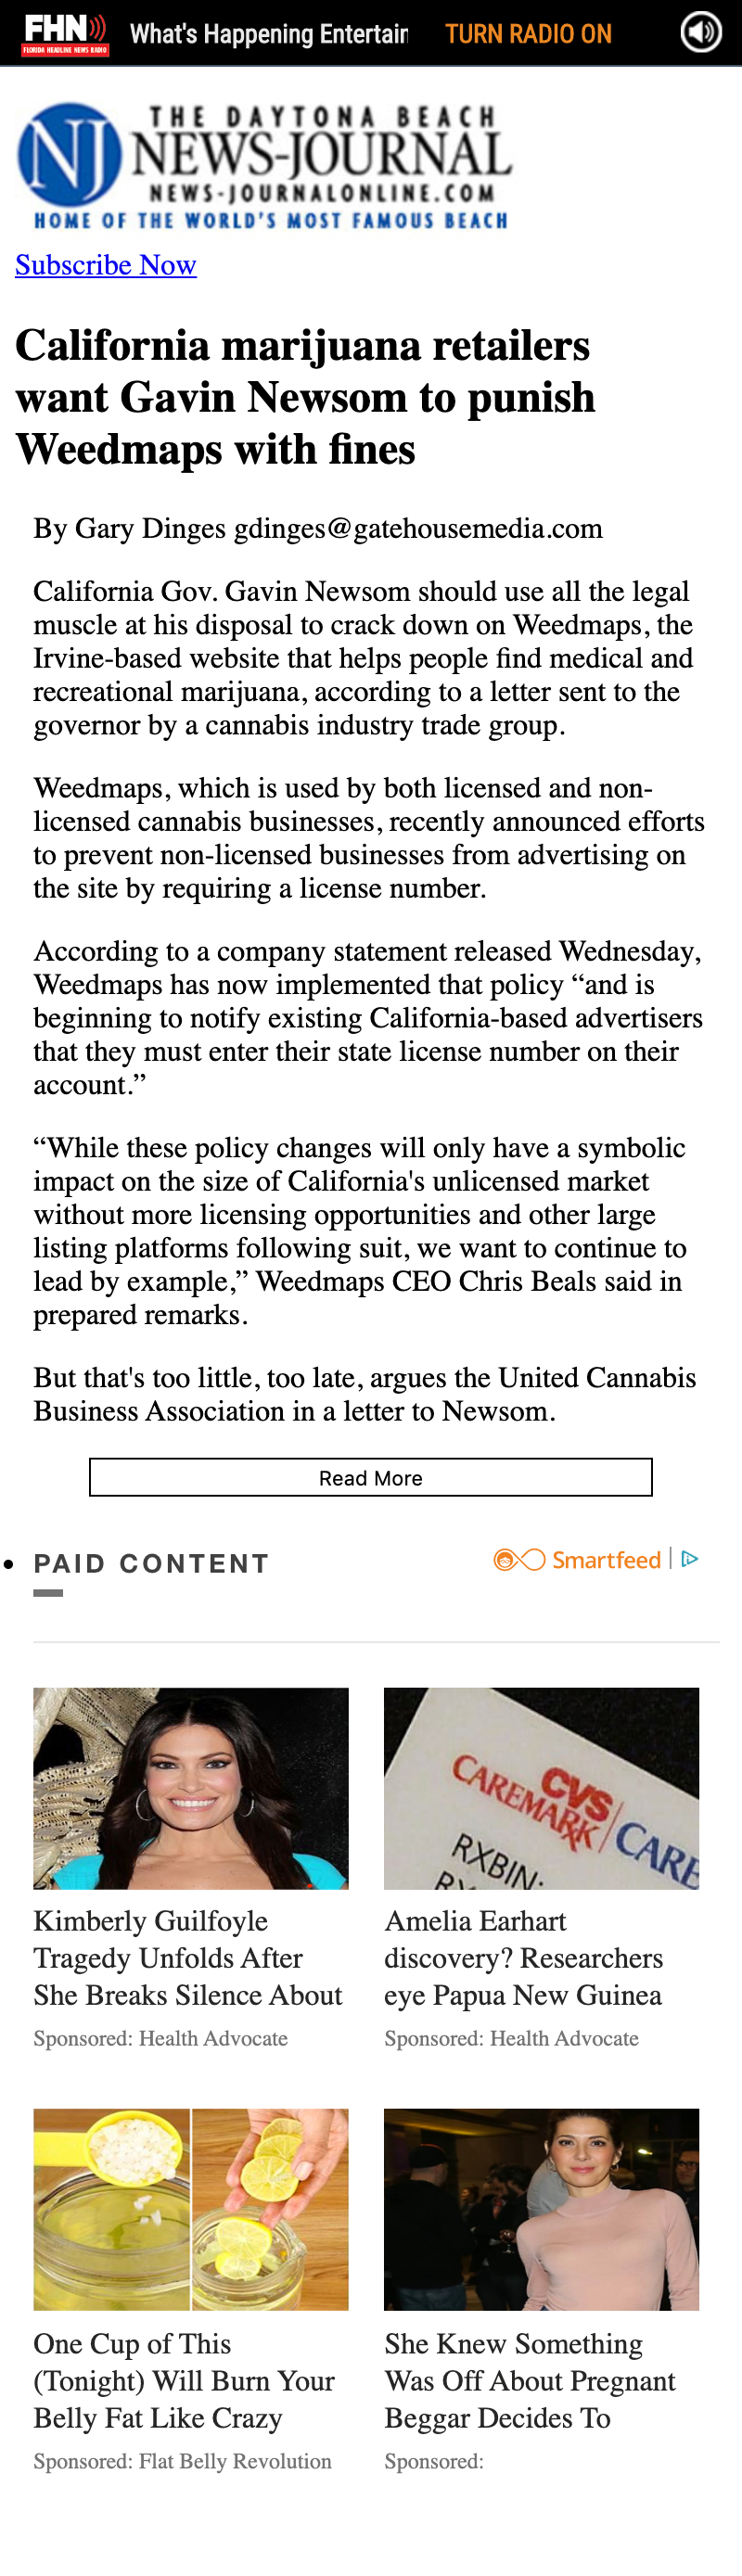 FHN
FLORIDA HEADLINE NEWS RADIO
What's Happening Entertain
TURN RADIO ON
NJ
THE DAYTONA BEACH
NEWS-JOURNAL
NEWS-JOURNALONLINE.COM
HOME OF THE WORLD'S MOST FAMOUS BEACH
Subscribe Now
California marijuana retailers
want Gavin Newsom to punish
Weedmaps with fines
By Gary Dinges gdinges@gatehousemedia.com
California Gov. Gavin Newsom should use all the legal
muscle at his disposal to crack down on Weedmaps, the
Irvine-based website that helps people find medical and
recreational marijuana, according to a letter sent to the
governor by a cannabis industry trade group.
Weedmaps, which is used by both licensed and non-
licensed cannabis businesses, recently announced efforts
to prevent non-licensed businesses from advertising on
the site by requiring a license number.
According to a company statement released Wednesday,
Weedmaps has now implemented that policy “and is
beginning to notify existing California-based advertisers
that they must enter their state license number on their
account.”
“While these policy changes will only have a symbolic
impact on the size of California's unlicensed market
without more licensing opportunities and other large
listing platforms following suit, we want to continue to
lead by example,” Weedmaps CEO Chris Beals said in
prepared remarks.
But that's too little, too late, argues the United Cannabis
Business Association in a letter to Newsom.
Read More
PAID CONTENT
Smartfeed
CVS
CAREMARK
CARE
RXBIN:
Kimberly Guilfoyle
Tragedy Unfolds After
She Breaks Silence About
Sponsored: Health Advocate
Amelia Earhart
discovery? Researchers
eye Papua New Guinea
Sponsored: Health Advocate
One Cup of This
(Tonight) Will Burn Your
Belly Fat Like Crazy
Sponsored: Flat Belly Revolution
She Knew Something
Was Off About Pregnant
Beggar Decides To
Sponsored: